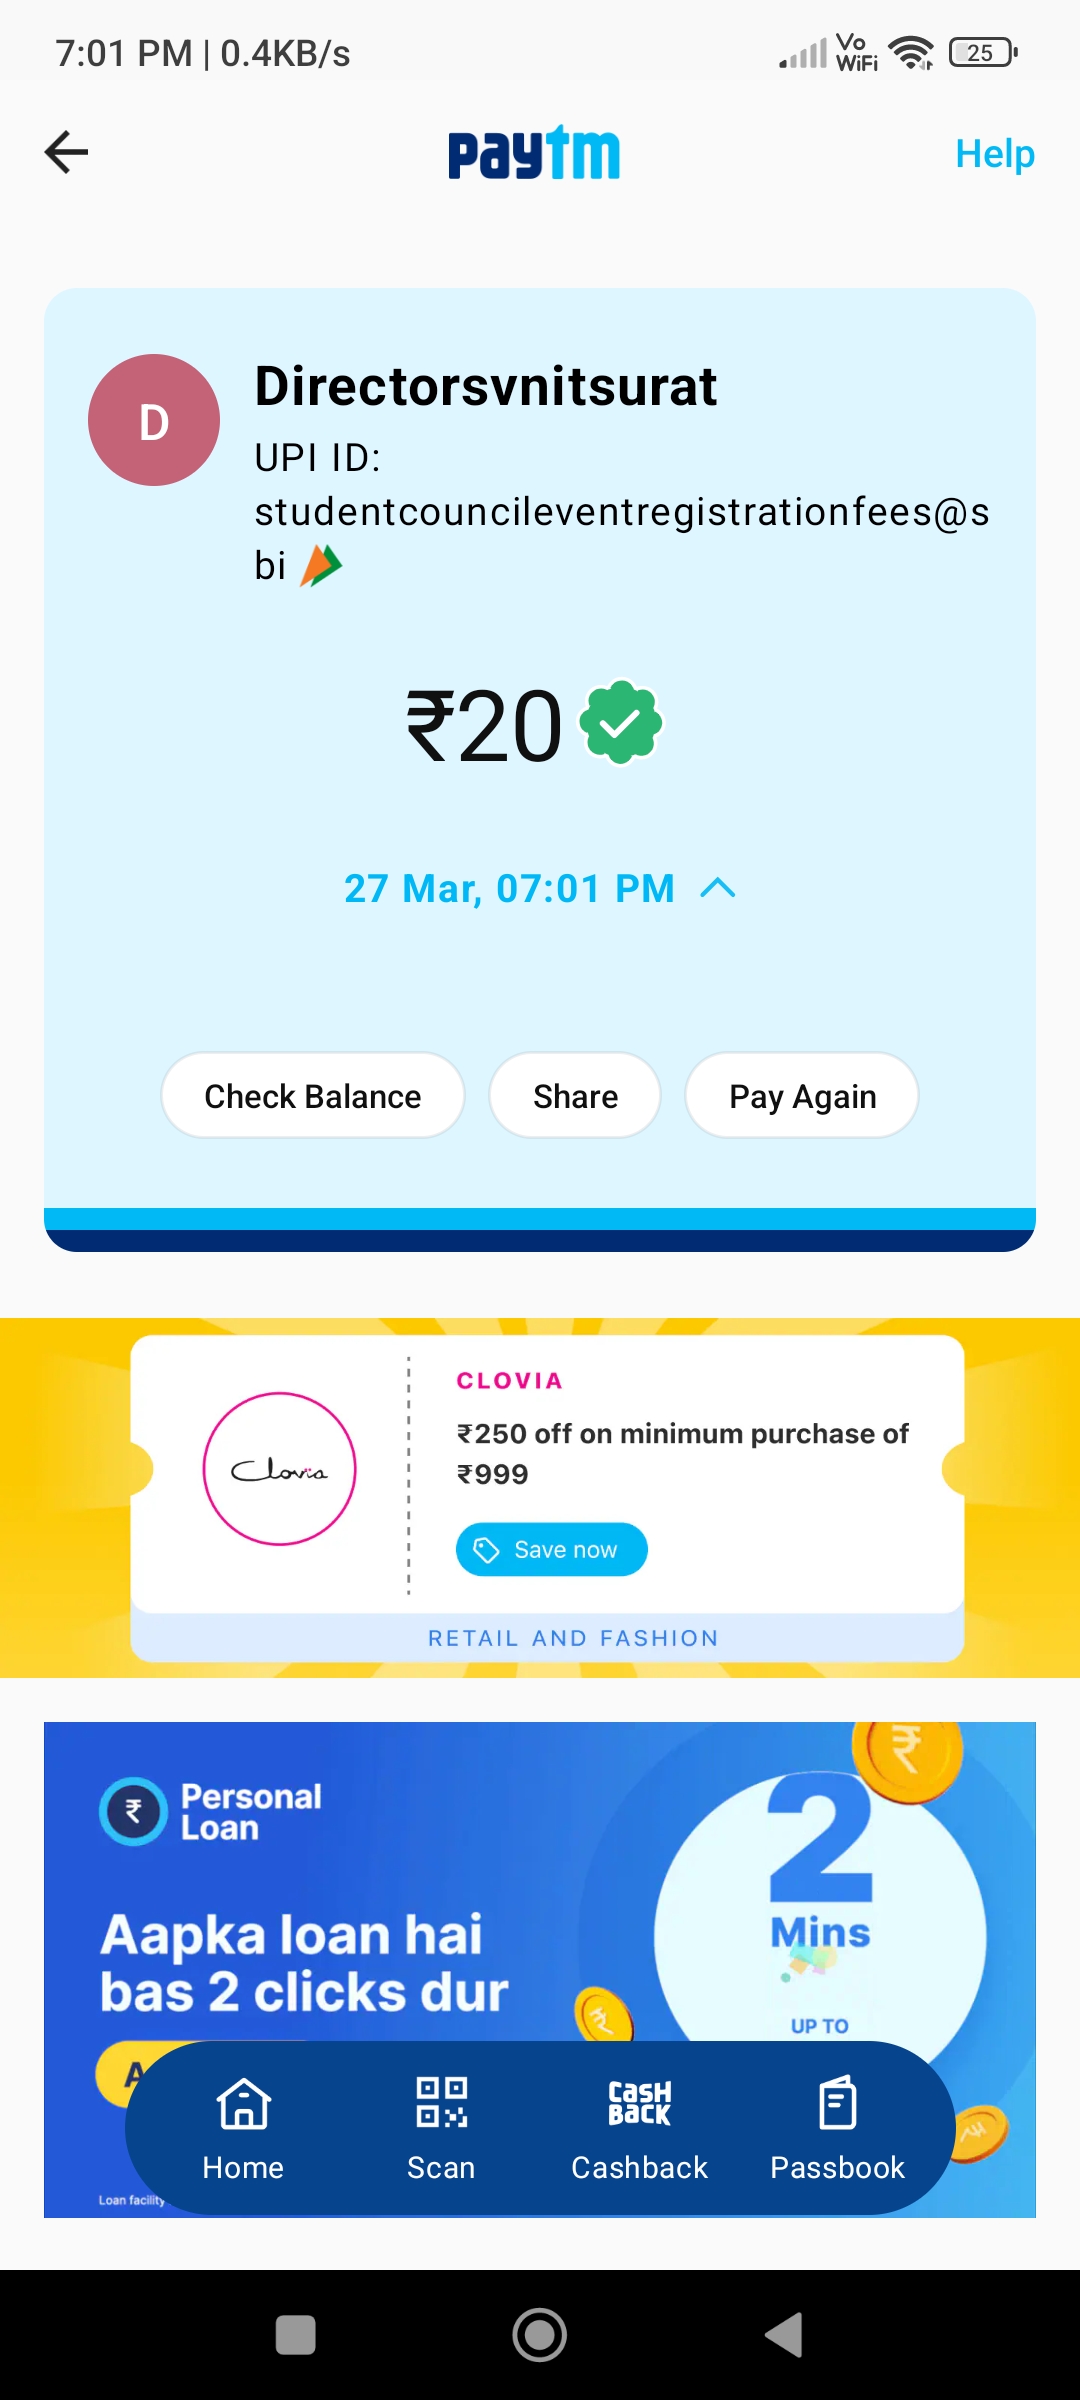 7:01 PM | 0.4KB/s
Vo
WiFi
25
paytm
Help
D
Directorsvnitsurat
UPI ID:
studentcouncileventregistrationfees@s
bi
₹20
27 Mar, 07:01 PM
Check Balance
Share
Pay Again
Clovia
CLOVIA
₹250 off on minimum purchase of
₹999
Save now
RETAIL AND FASHION
₹
Personal
Loan
₹
2
Mins
Aapka loan hai
bas 2 clicks dur
₹
UP TO
A
Home
Scan
CASH
BACK
Cashback
Passbook
Loan facility